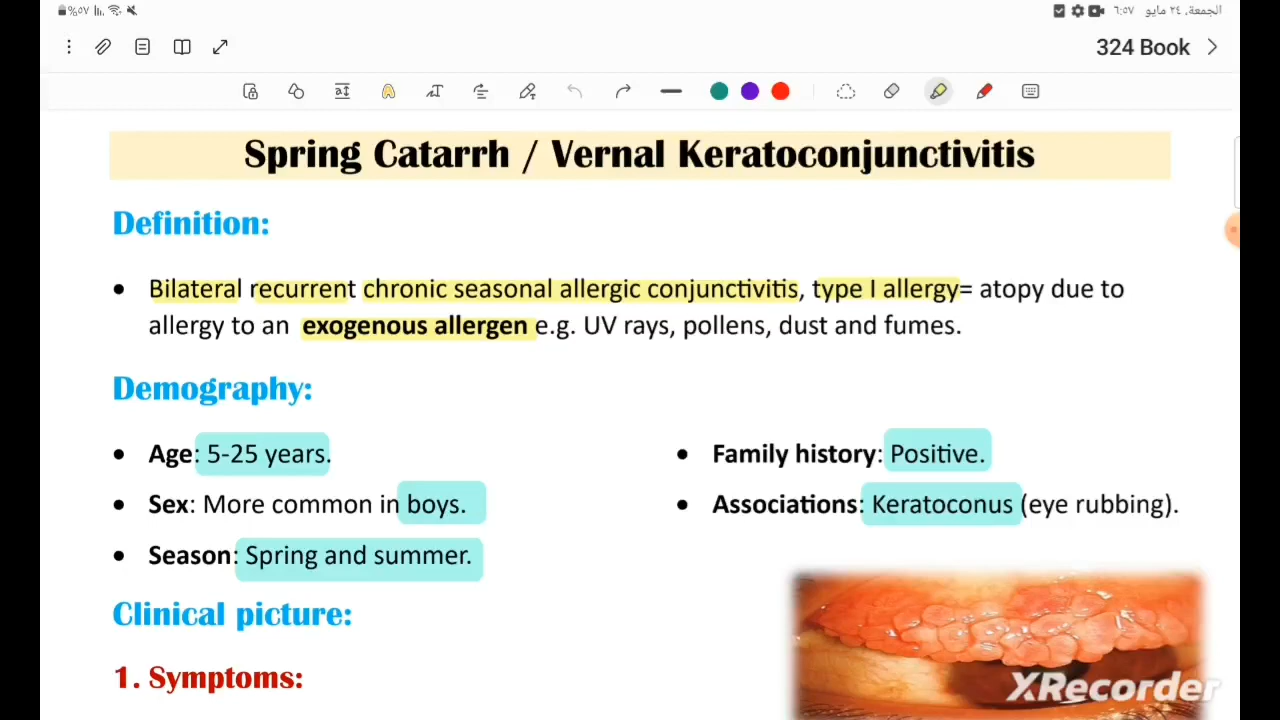 %٥٧
الجمعة، ٢٤ مايو ٦:٥٧
324 Book
Spring Catarrh / Vernal Keratoconjunctivitis
Definition:
• Bilateral recurrent chronic seasonal allergic conjunctivitis, type I allergy= atopy due to
allergy to an exogenous allergen e.g. UV rays, pollens, dust and fumes.
Demography:
• Age: 5-25 years.
• Sex: More common in boys.
• Season: Spring and summer.
• Family history: Positive.
• Associations: Keratoconus (eye rubbing).
Clinical picture:
1. Symptoms:
XRecorder